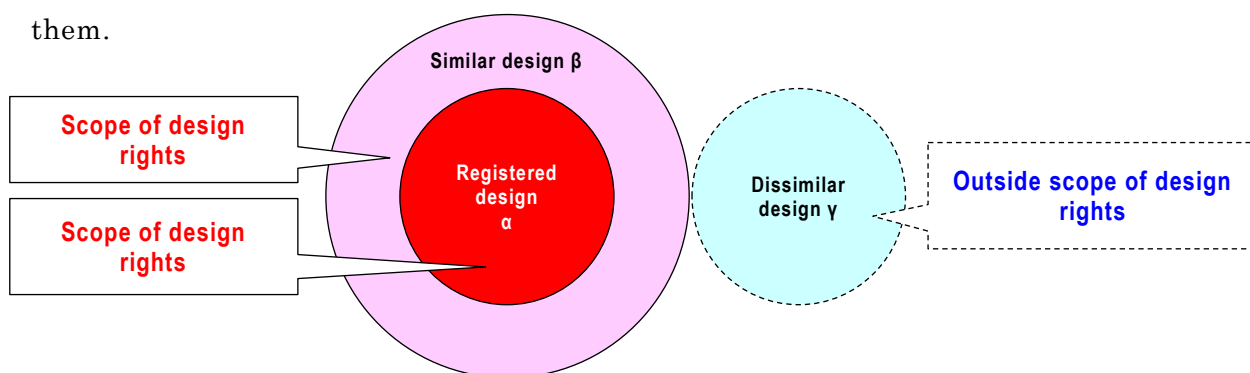 them.
Similar design β
Scope of design
rights
Registered
design
α
Scope of design
rights
Dissimilar
design γ
Outside scope of design
rights